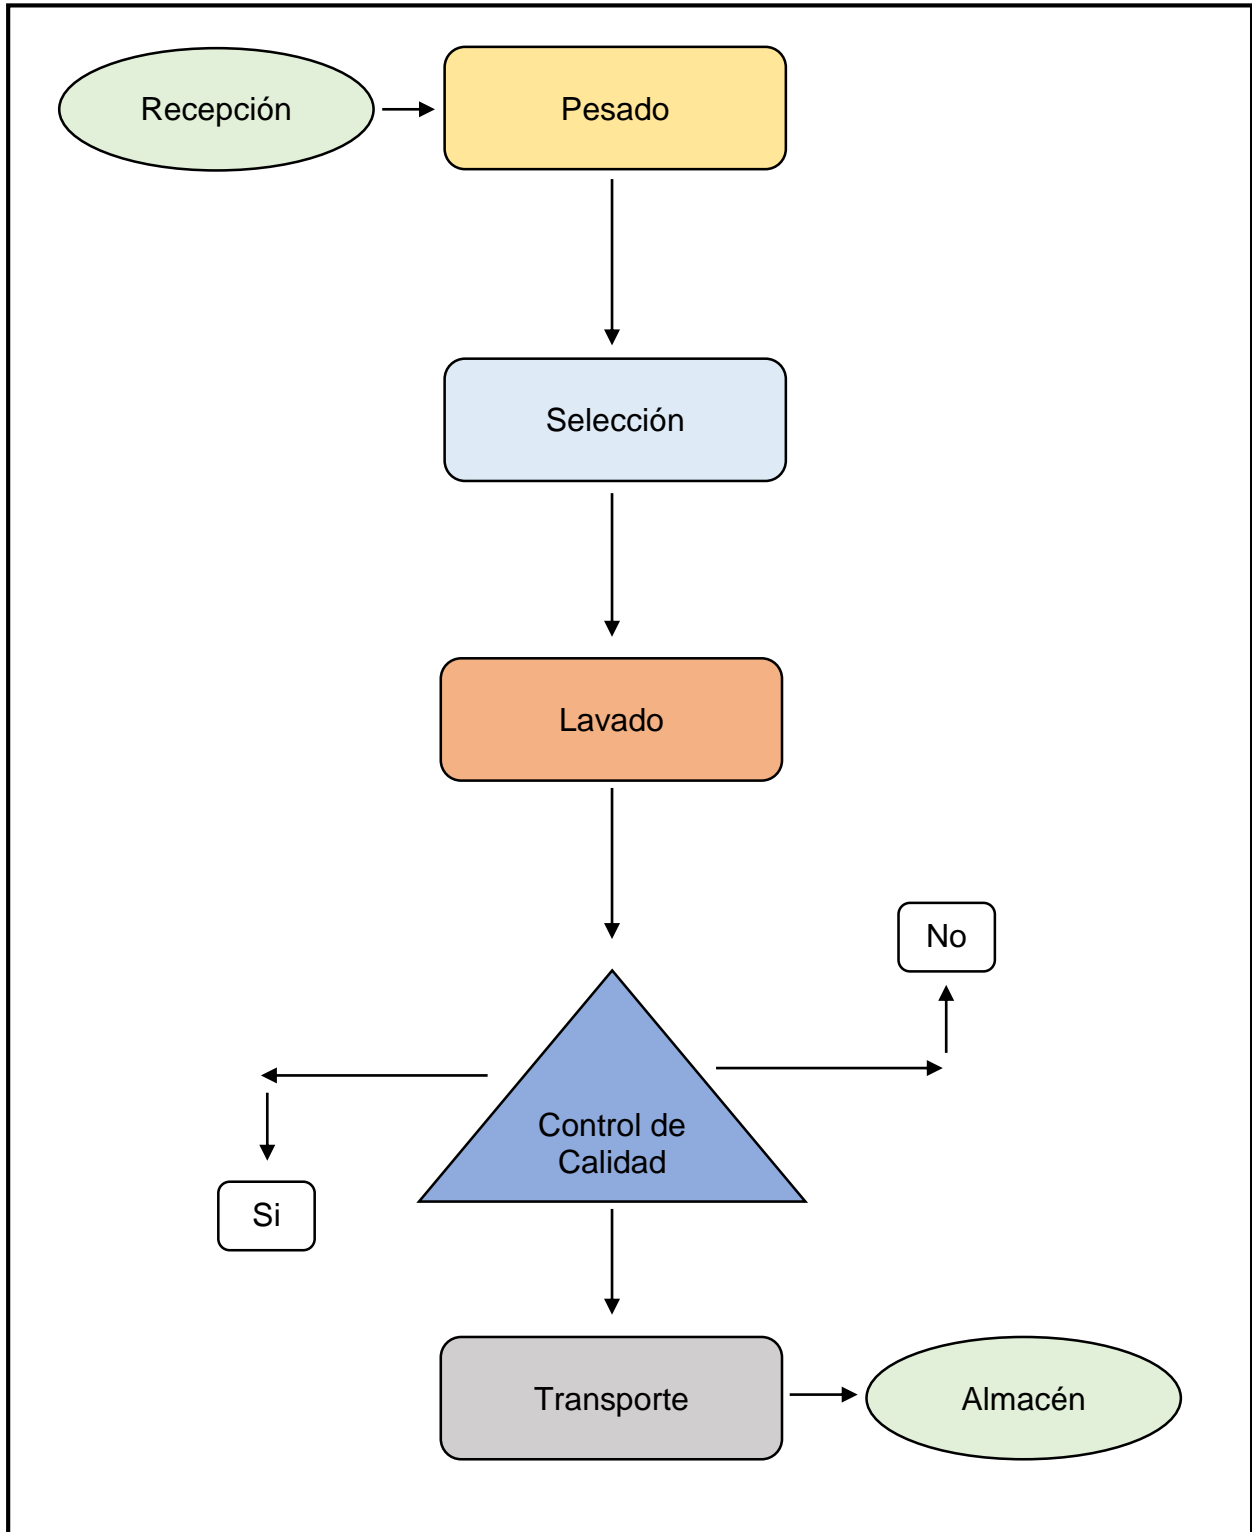 Recepción
Pesado
Selección
Lavado
No
Control de
Calidad
Si
Transporte
Almacén